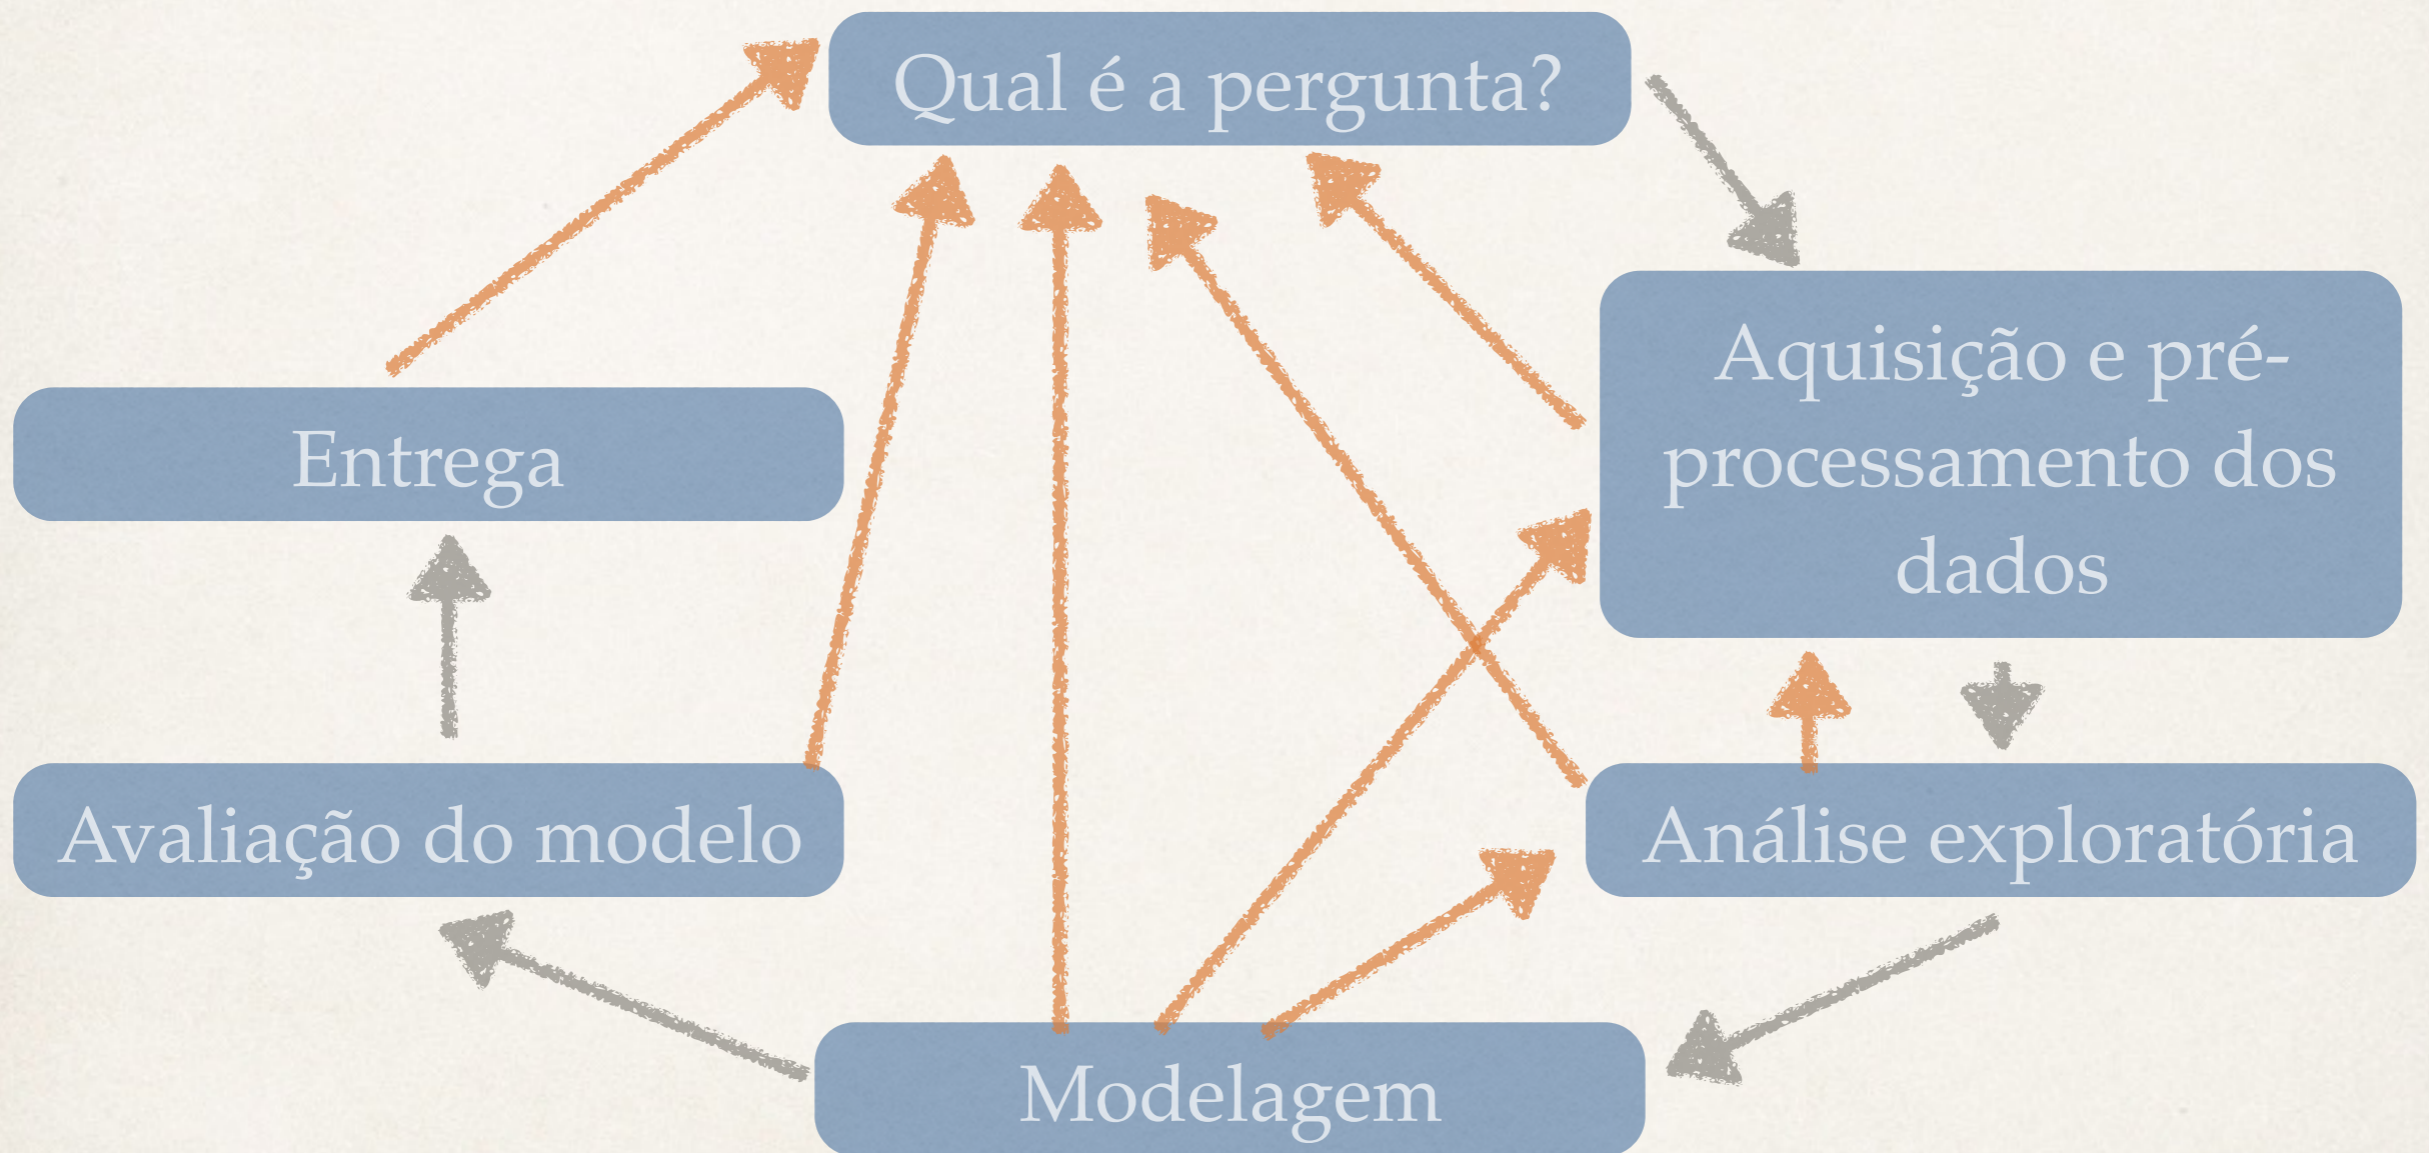 Qual é a pergunta?
Aquisição e pré-
processamento dos
dados
Entrega
Avaliação do modelo
Análise exploratória
Modelagem